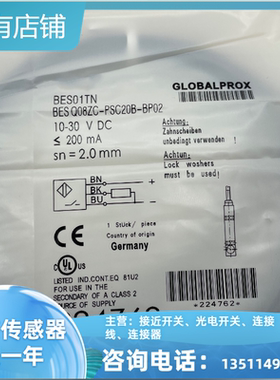 有店铺
GLOBALPROX
BES01TN
BES Q08ZC-PSC20B-BP02
10-30 V DC
≤ 200 mA
sn = 2.0 mm
Achtung:
Zahnscheiben
unbedingt
Attention:
Lock washers
must be
BN
BK
BU
1 Stück/ piece
Country of origin
Germany
LISTED IND.CONT.EQ 81U2
FOR USE IN THE
SECONDARY OF A CLASS 2
SOURCE OF SUPPLY
*224762*
传感器
一年
主营：接近开关、光电开关、连接
线、连接器
咨询电话：
1351149